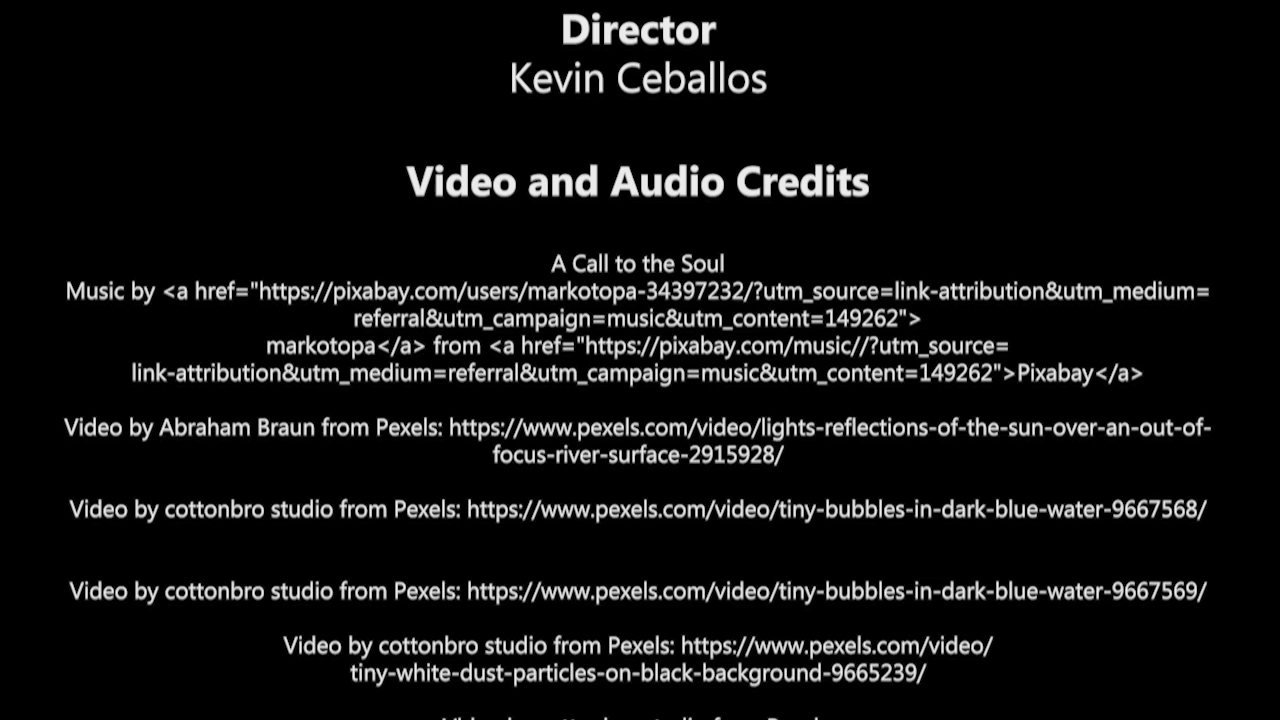 Director
Kevin Ceballos
Video and Audio Credits
A Call to the Soul
Music by <a href="https://pixabay.com/users/markotopa-34397232/?utm_source=link-attribution&utm_medium=
referral&utm_campaign=music&utm_content=149262">
markotopa</a> from <a href="https://pixabay.com/music//?utm_source=
link-attribution&utm_medium=referral&utm_campaign=music&utm_content=149262">Pixabay</a>
Video by Abraham Braun from Pexels: https://www.pexels.com/video/lights-reflections-of-the-sun-over-an-out-of-
focus-river-surface-2915928/
Video by cottonbro studio from Pexels: https://www.pexels.com/video/tiny-bubbles-in-dark-blue-water-9667568/
Video by cottonbro studio from Pexels: https://www.pexels.com/video/tiny-bubbles-in-dark-blue-water-9667569/
Video by cottonbro studio from Pexels: https://www.pexels.com/video/
tiny-white-dust-particles-on-black-background-9665239/